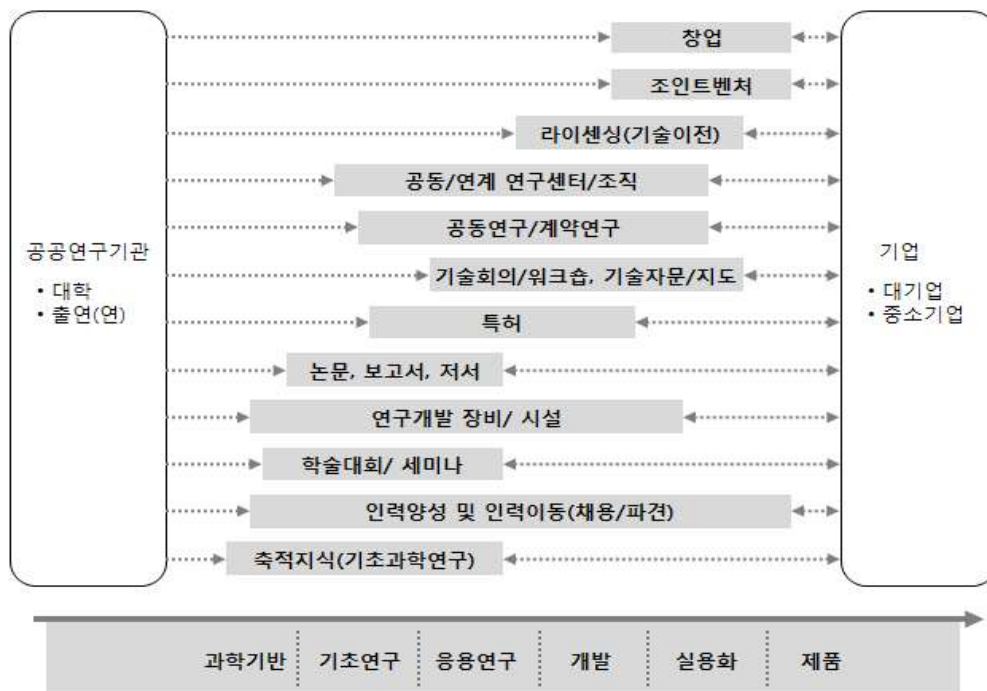 창업
조인트벤처
라이센싱(기술이전)
공동/연계 연구센터/조직
공동연구/계약연구
공공연구기관
• 대학
• 출연(연)
기술회의/워크숍, 기술자문/지도
기업
• 대기업
• 중소기업
특허
논문, 보고서, 저서
연구개발 장비/ 시설
학술대회/ 세미나
인력양성 및 인력이동(채용/파견)
축적지식(기초과학연구)
과학기반 기초연구 응용연구 개발 실용화 제품